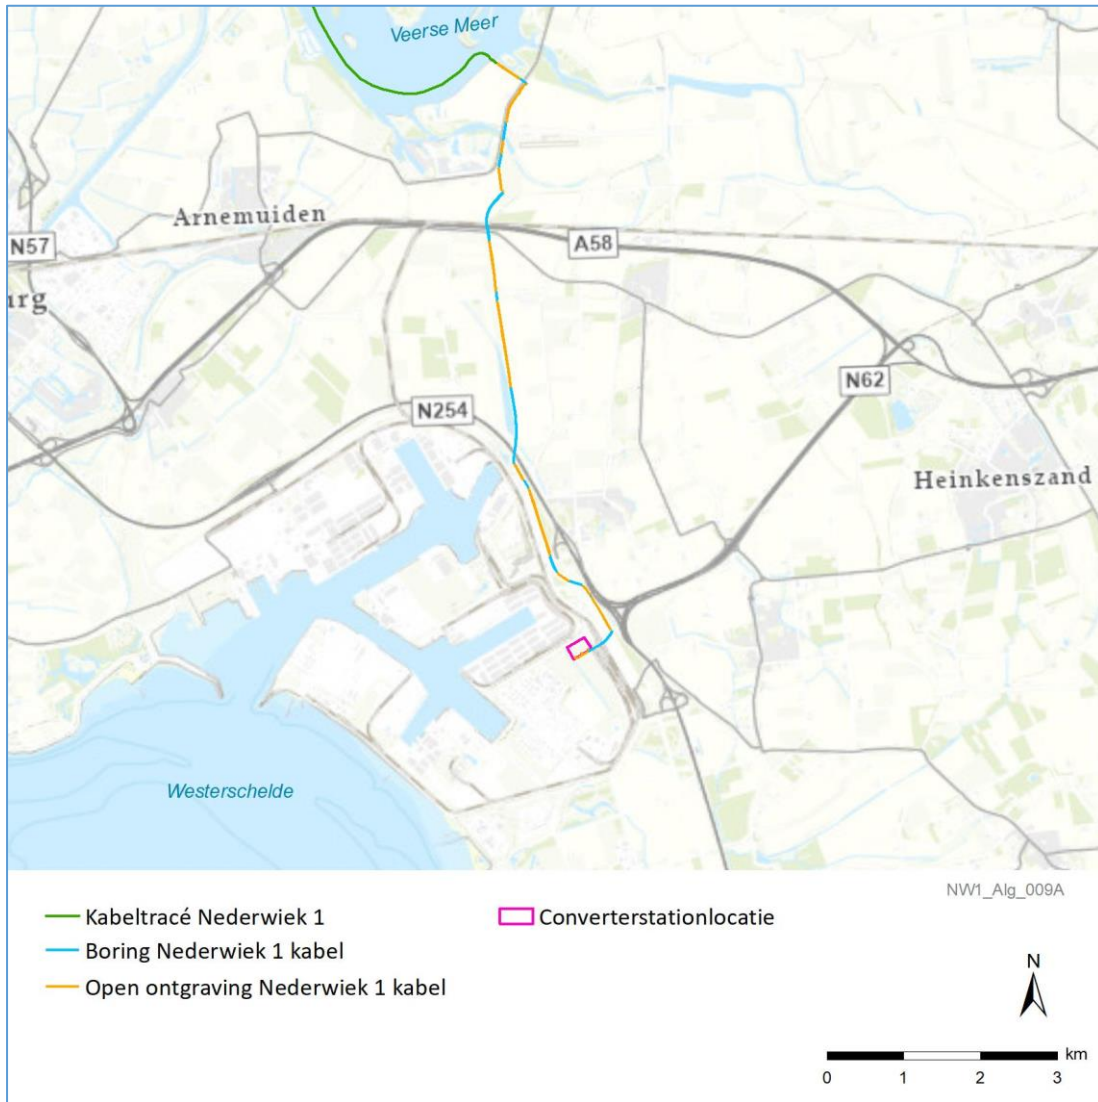 Veerse Meer
Arnemuiden
N57
A58
urg
N62
N254
Heinkenszand
Westerschelde
NW1_Alg_009A
Kabeltracé Nederwiek 1
Converterstationlocatie
Boring Nederwiek 1 kabel
Open ontgraving Nederwiek 1 kabel
N
km
0 1 2 3